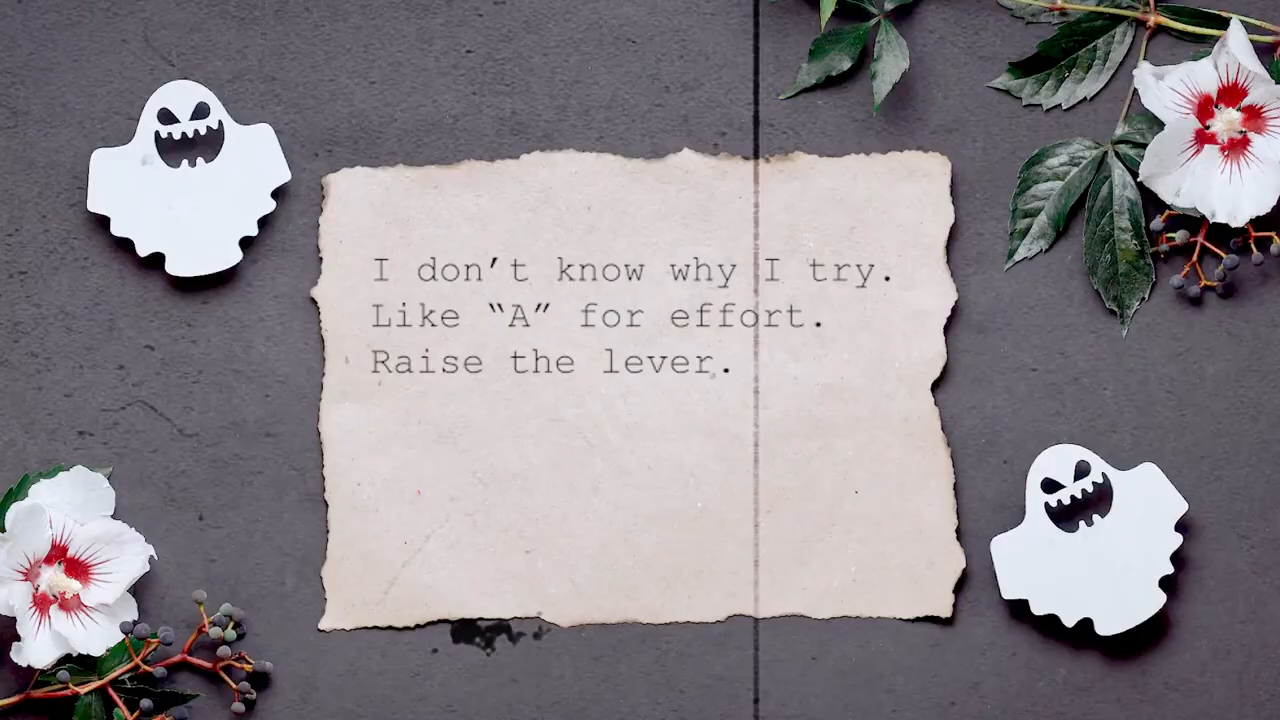 I don’t know why I try.
Like “A” for effort.
Raise the lever.